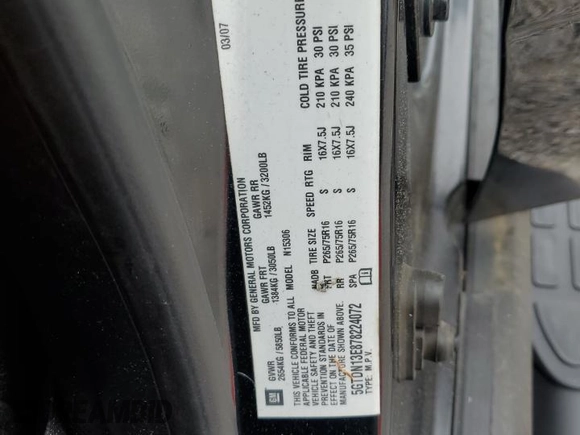 MFD BY GENERAL MOTORS CORPORATION
03/07
GM
GVWR GAWR FRT GAWR RR
2654KG / 5850LB 1384KG / 3050LB 1452KG / 3200LB
THIS VEHICLE CONFORMS TO ALL MODEL N15306
APPLICABLE FEDERAL MOTOR
VEHICLE SAFETY AND THEFT
PREVENTION STANDARDS IN
EFFECT ON THE DATE OF
MANUFACTURE SHOWN ABOVE.
5GTDN13E878224072
TYPE: M.P.V.
MADB TIRE SIZE SPEED RTG RIM COLD TIRE PRESSURE
FRT P265/75R16 S 16X7.5J 210 KPA 30 PSI
RR P265/75R16 S 16X7.5J 210 KPA 30 PSI
SPA P265/75R16 S 16X7.5J 240 KPA 35 PSI